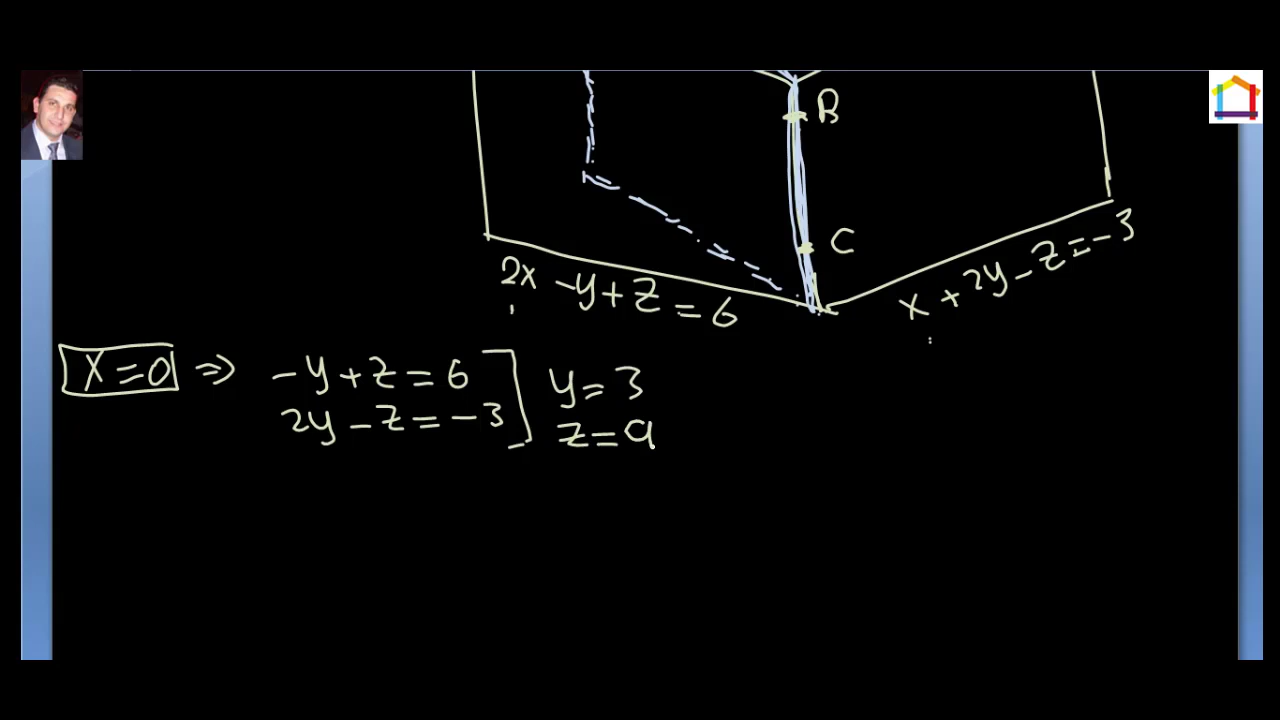 B
C
2x - y + z = 6
x + 2y - z = -3
x = 0 ⇒ -y + z = 6
2y - z = -3
y = 3
z = 9